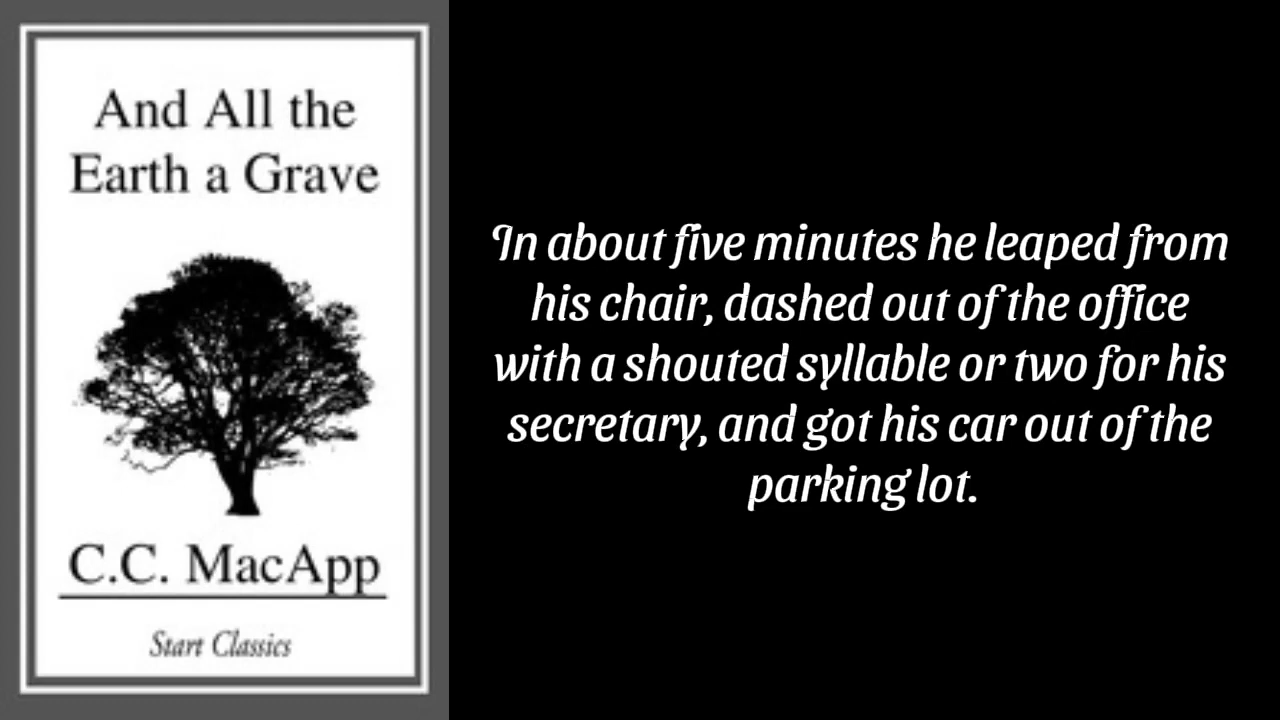 And All the
Earth a Grave
C.C. MacApp
Start Classics
In about five minutes he leaped from
his chair, dashed out of the office
with a shouted syllable or two for his
secretary, and got his car out of the
parking lot.